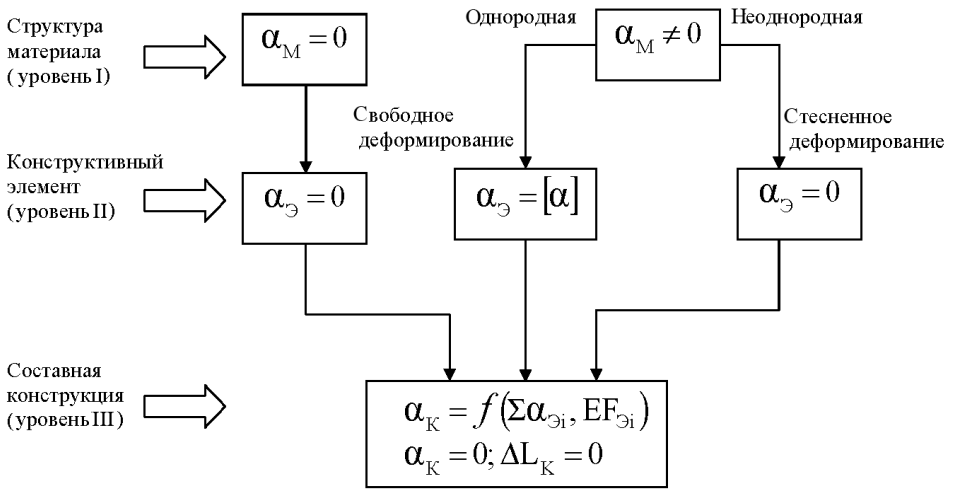 Структура
материала
( уровень I)
α_М = 0
Однородная
α_М ≠ 0
Неоднородная
Свободное
деформирование
Стесненное
деформирование
Конструктивный
элемент
(уровень II)
α_Э = 0
α_Э = [α]
α_Э = 0
Составная
конструкция
(уровень III)
α_К = f(Σα_Эi, EF_Эi)
α_К = 0; ΔL_K = 0